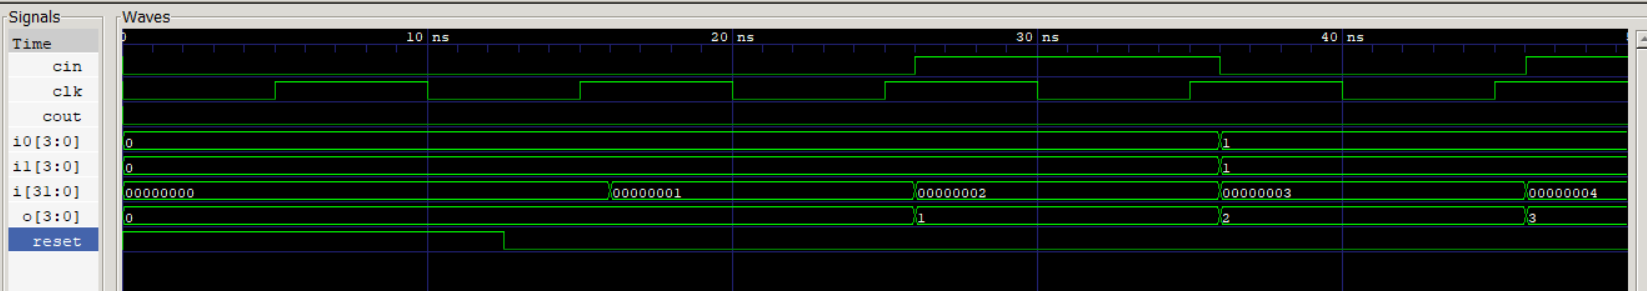 Signals
Waves
Time
10 ns
20 ns
30 ns
40 ns
cin
clk
cout
i0[3:0]
0
1
i1[3:0]
0
1
i[31:0]
00000000
00000001
00000002
00000003
00000004
o[3:0]
0
1
2
3
reset